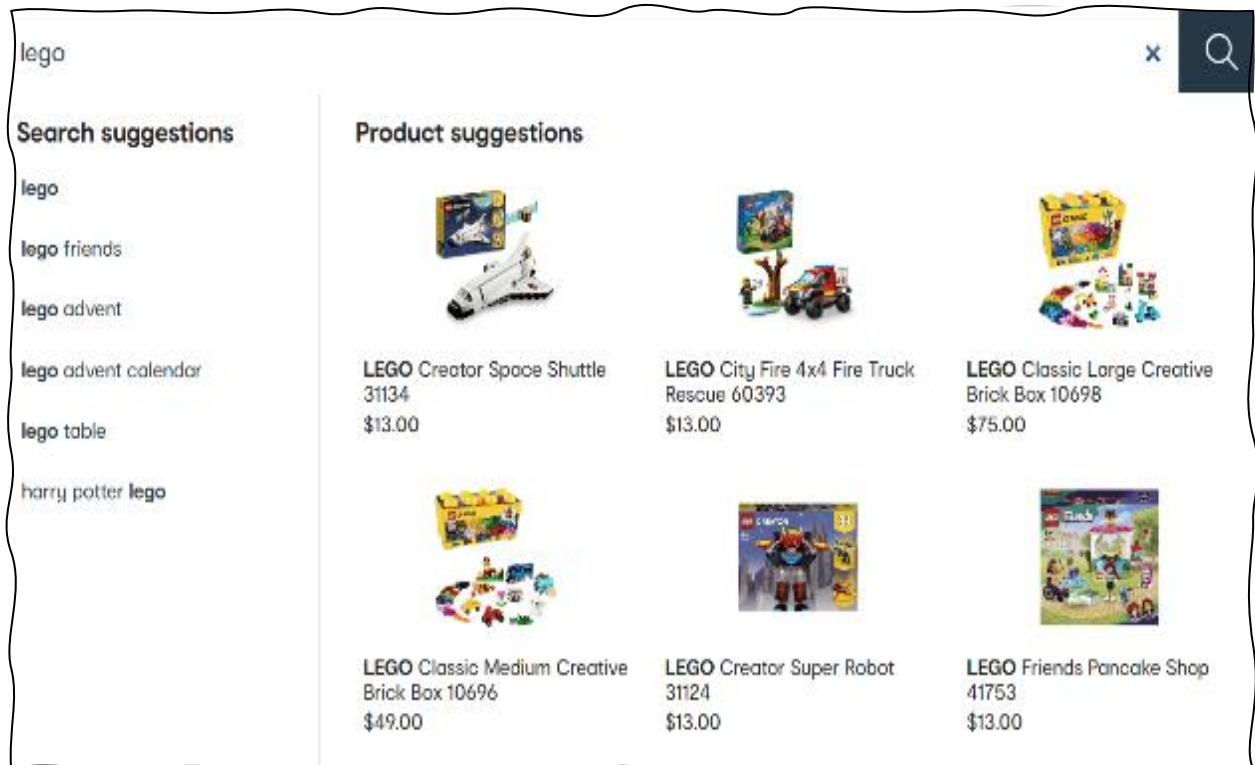 lego
Search suggestions
lego
lego friends
lego advent
lego advent calendar
lego table
harry potter lego
Product suggestions
LEGO Creator Space Shuttle
31134
$13.00
LEGO City Fire 4x4 Fire Truck
Rescue 60393
$13.00
LEGO Classic Large Creative
Brick Box 10698
$75.00
LEGO Classic Medium Creative
Brick Box 10696
$49.00
LEGO Creator Super Robot
31124
$13.00
LEGO Friends Pancake Shop
41753
$13.00